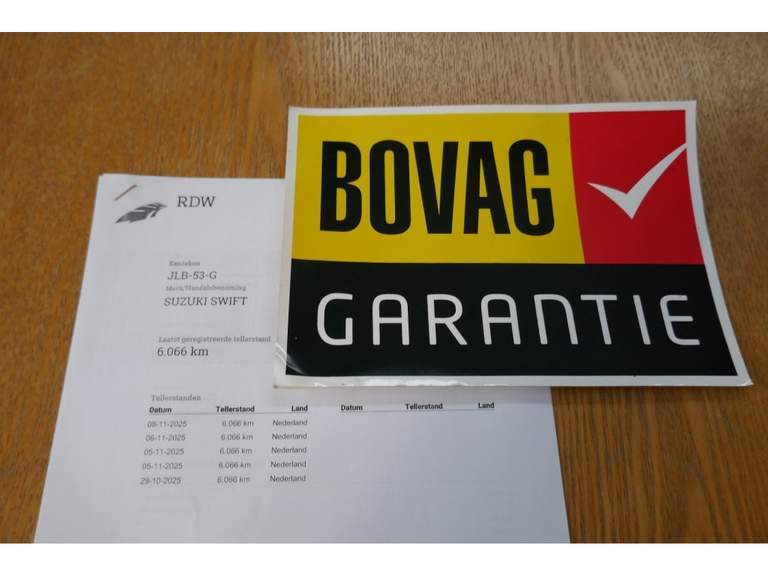 BOVAG
GARANTIE
RDW
Kenteken
JLB-53-G
Merk/Handelsbenaming
SUZUKI SWIFT
Laatst geregistreerde tellerstand
6.066 km
Tellerstanden
Datum Tellerstand Land Datum Tellerstand Land
08-11-2025 6.066 km Nederland
06-11-2025 6.066 km Nederland
05-11-2025 6.066 km Nederland
05-11-2025 6.066 km Nederland
29-10-2025 6.066 km Nederland